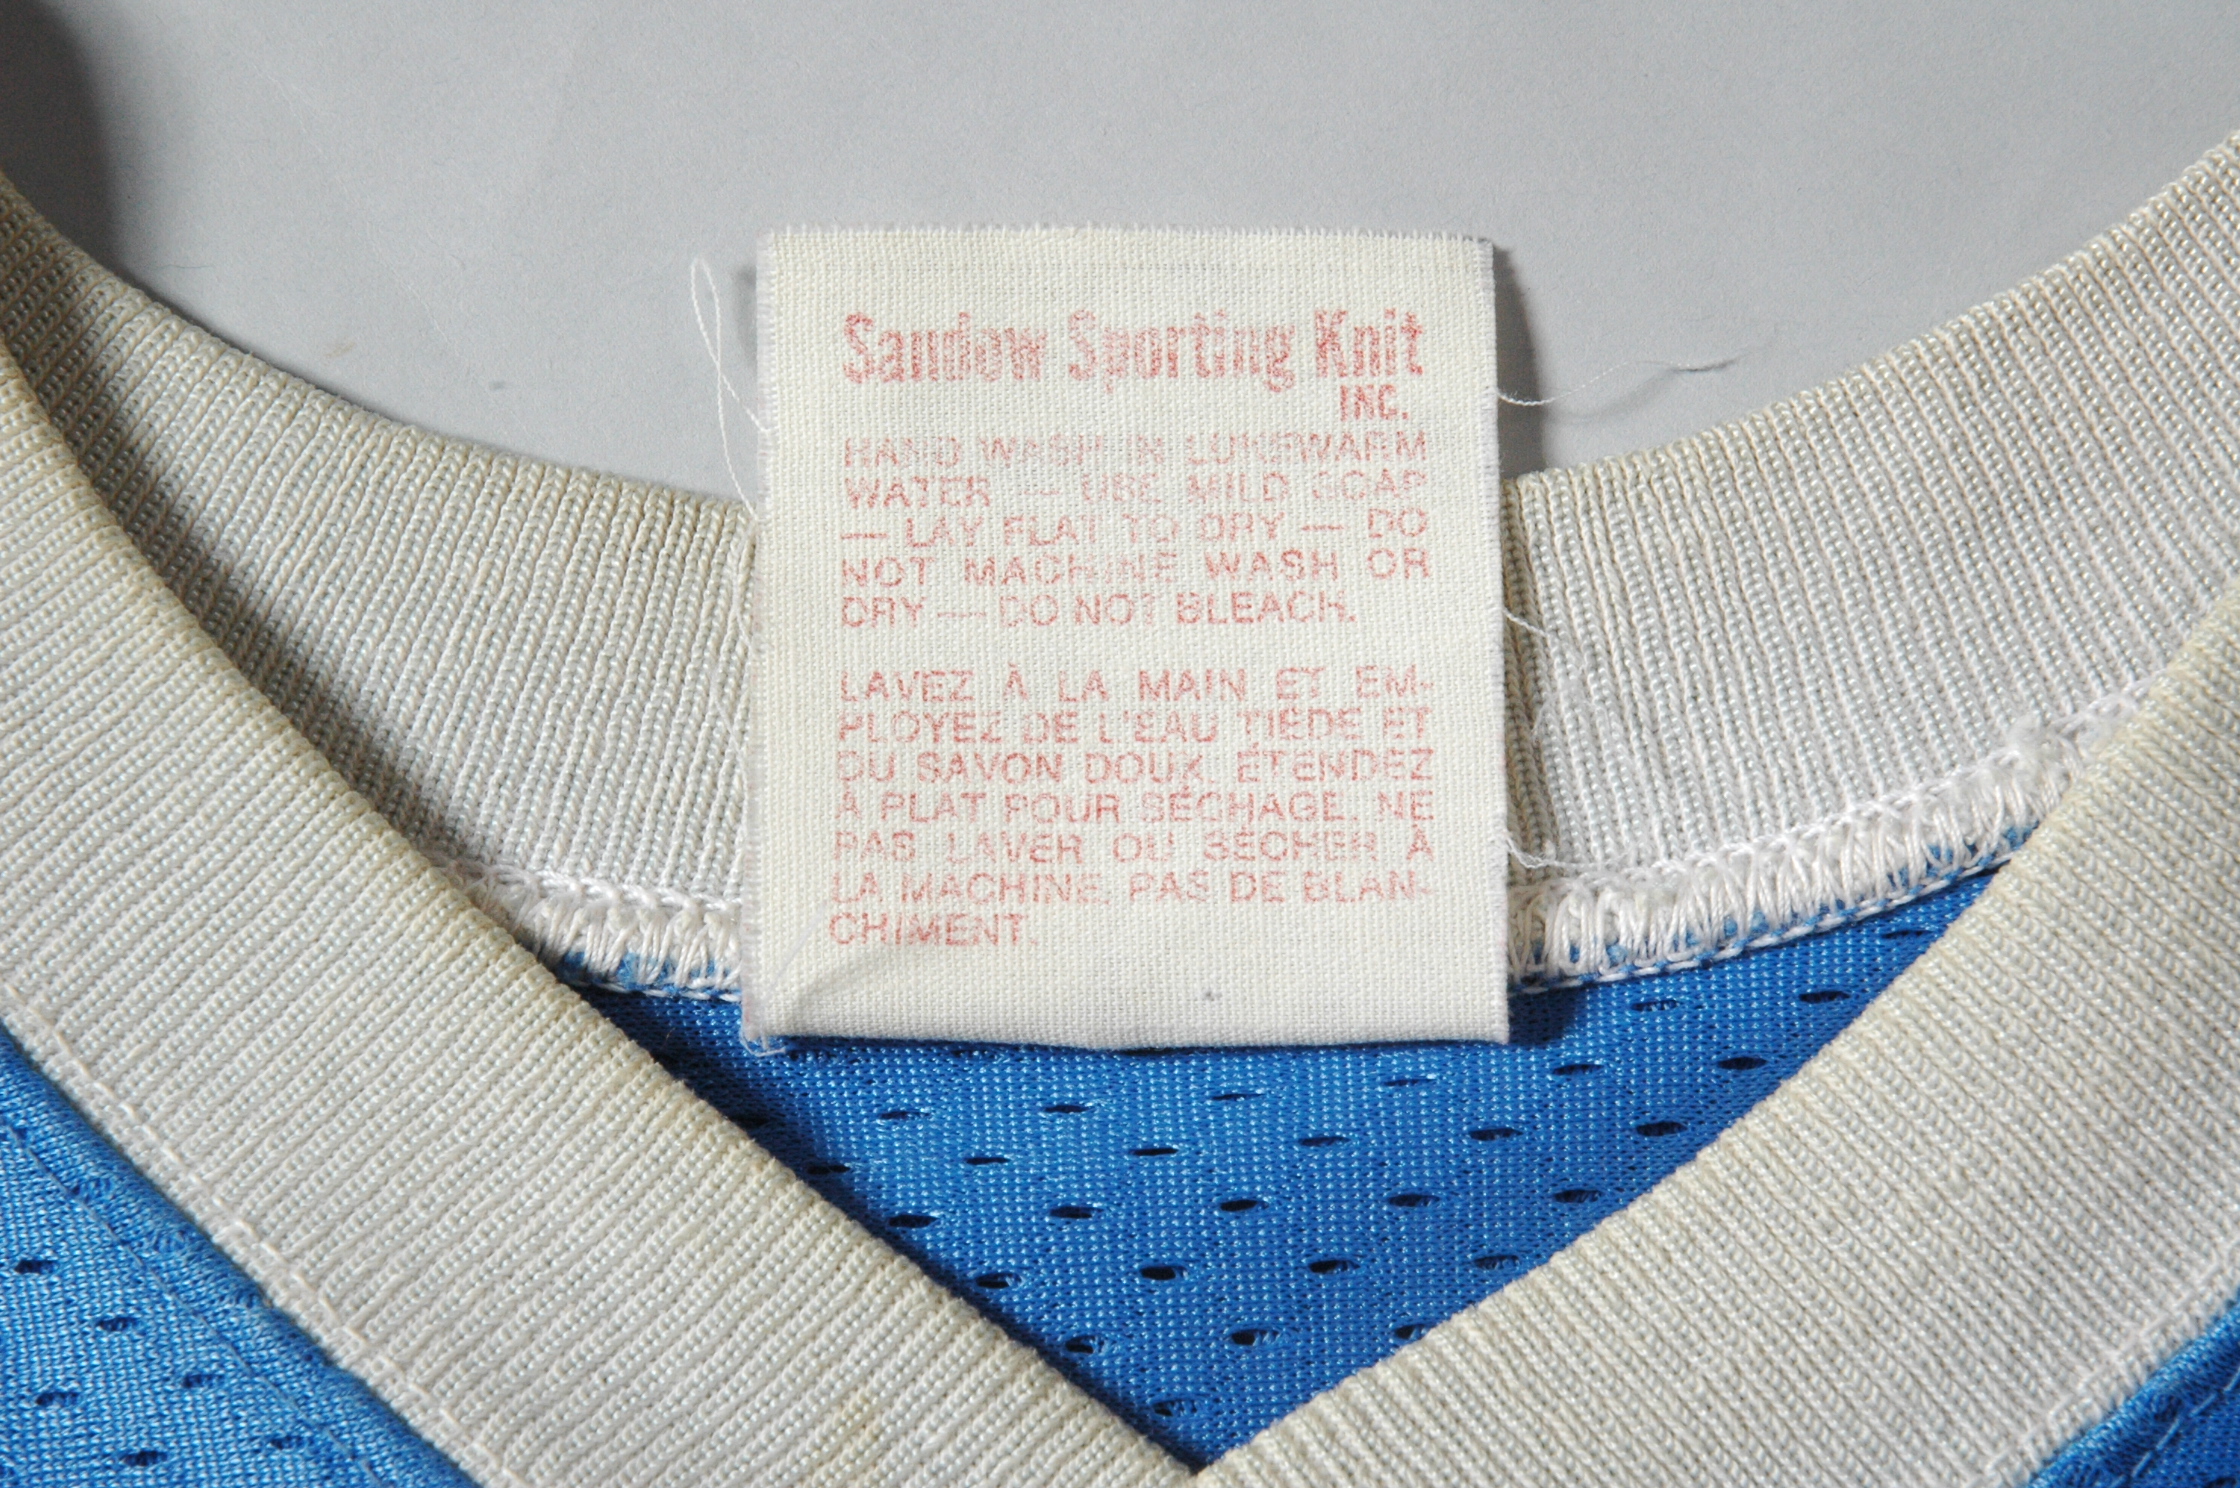 Sandow Sporting Knit
INC.
HAND WASH IN LUKEWARM
WATER — USE MILD SOAP
— LAY FLAT TO DRY — DO
NOT MACHINE WASH OR
DRY — DO NOT BLEACH.
LAVEZ À LA MAIN ET EM-
PLOYEZ DE L'EAU TIÈDE ET
DU SAVON DOUX. ÉTENDEZ
À PLAT POUR SÉCHAGE. NE
PAS LAVER OU SÉCHER À
LA MACHINE. PAS DE BLAN-
CHIMENT.